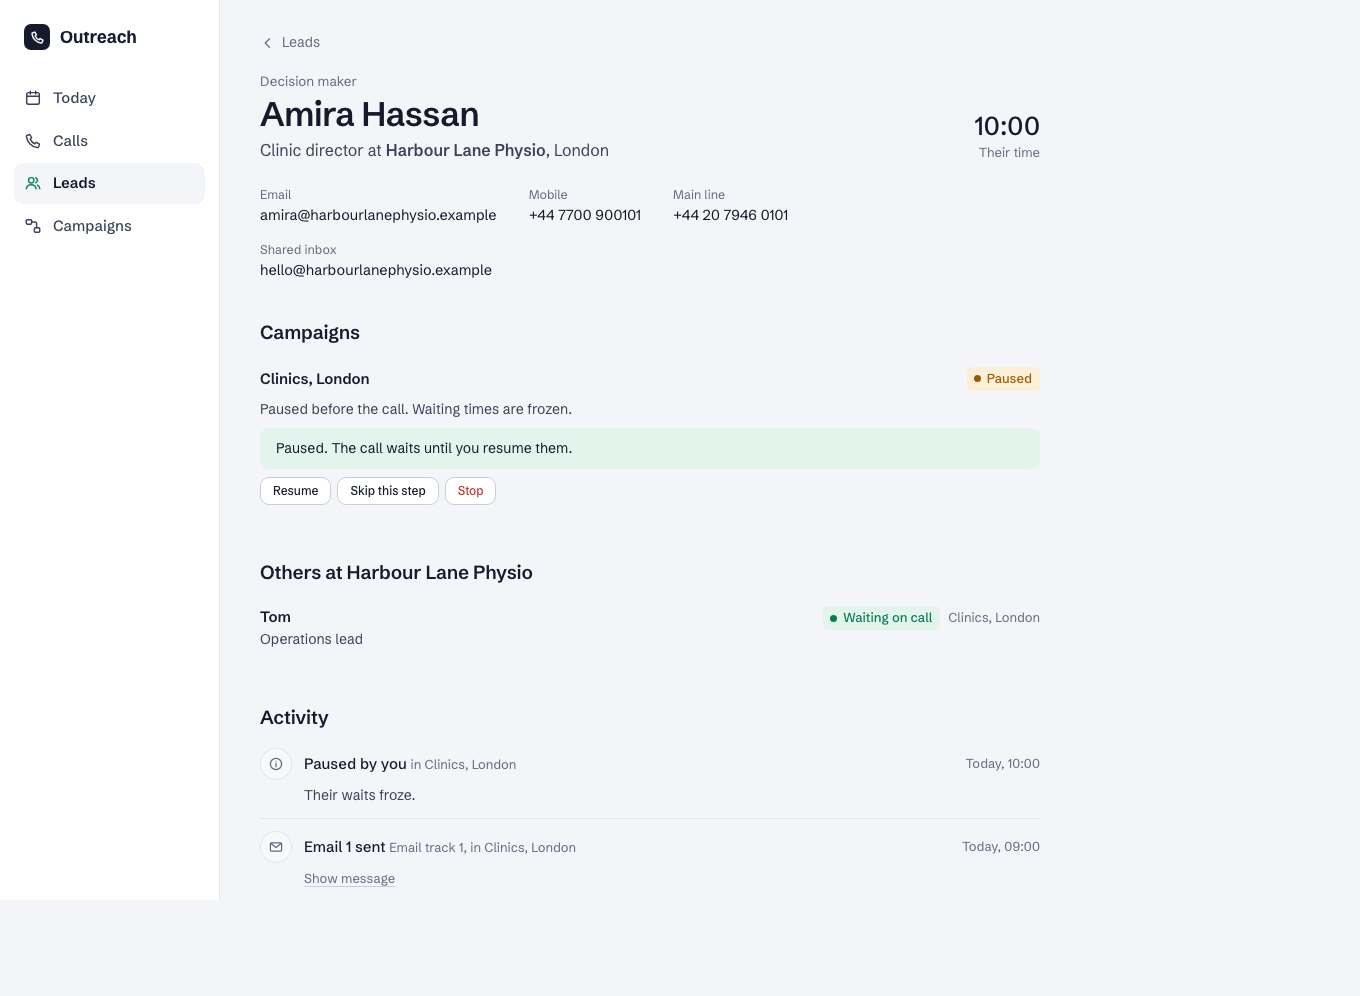 Outreach
Today
Calls
Leads
Campaigns
Leads
Decision maker
Amira Hassan
Clinic director at Harbour Lane Physio, London
10:00
Their time
Email
amira@harbourlanephysio.example
Mobile
+44 7700 900101
Main line
+44 20 7946 0101
Shared inbox
hello@harbourlanephysio.example
Campaigns
Clinics, London
Paused
Paused before the call. Waiting times are frozen.
Paused. The call waits until you resume them.
Resume
Skip this step
Stop
Others at Harbour Lane Physio
Tom
Operations lead
Waiting on call
Clinics, London
Activity
Paused by you in Clinics, London
Today, 10:00
Their waits froze.
Email 1 sent Email track 1, in Clinics, London
Today, 09:00
Show message